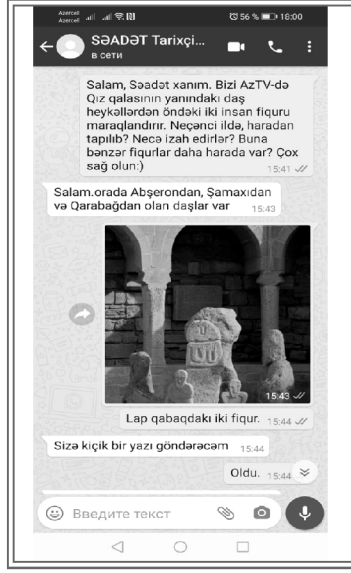 Azercell
Azercell
56 % 18:00
SƏADƏT Tarixçi...
в сети
Salam, Səadət xanim. Bizi AzTV-də
Qiz qalasının yanındakı daş
heykəllərdən öndəki iki insan fiquru
maraqlandırır. Neçənci ildə, haradan
tapılıb? Necə izah edirlər? Buna
bənzər fiqurlar daha harada var? Çox
sağ olun:)
15:41
Salam.orada Abşerondan, Şamaxıdan
və Qarabağdan olan daşlar var 15:43
15:43
Lap qabaqdakı iki fiqur. 15:44
Sizə kiçik bir yazı göndərəcəm 15:44
Oldu. 15:44
Введите текст